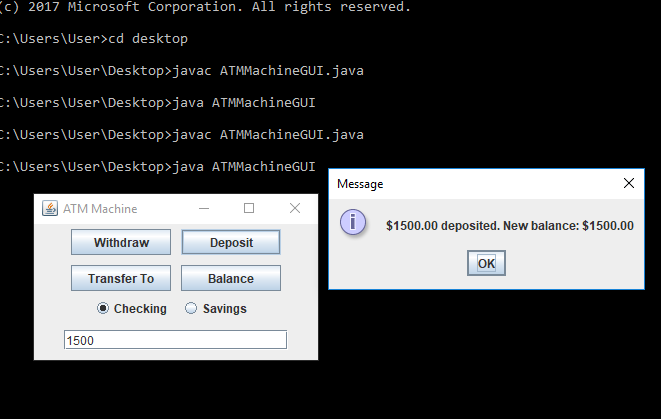 (c) 2017 Microsoft Corporation. All rights reserved.
C:\Users\User>cd desktop
C:\Users\User\Desktop>javac ATMMachineGUI.java
C:\Users\User\Desktop>java ATMMachineGUI
C:\Users\User\Desktop>javac ATMMachineGUI.java
C:\Users\User\Desktop>java ATMMachineGUI
ATM Machine
Withdraw Deposit
Transfer To Balance
Checking Savings
1500
Message
$1500.00 deposited. New balance: $1500.00
OK